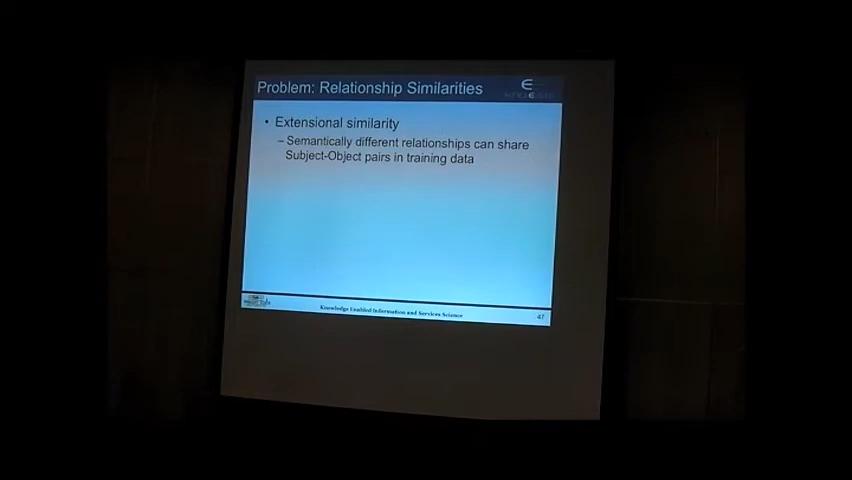 Problem: Relationship Similarities
• Extensional similarity
– Semantically different relationships can share
Subject-Object pairs in training data
Knowledge Enabled Information and Services Science
47